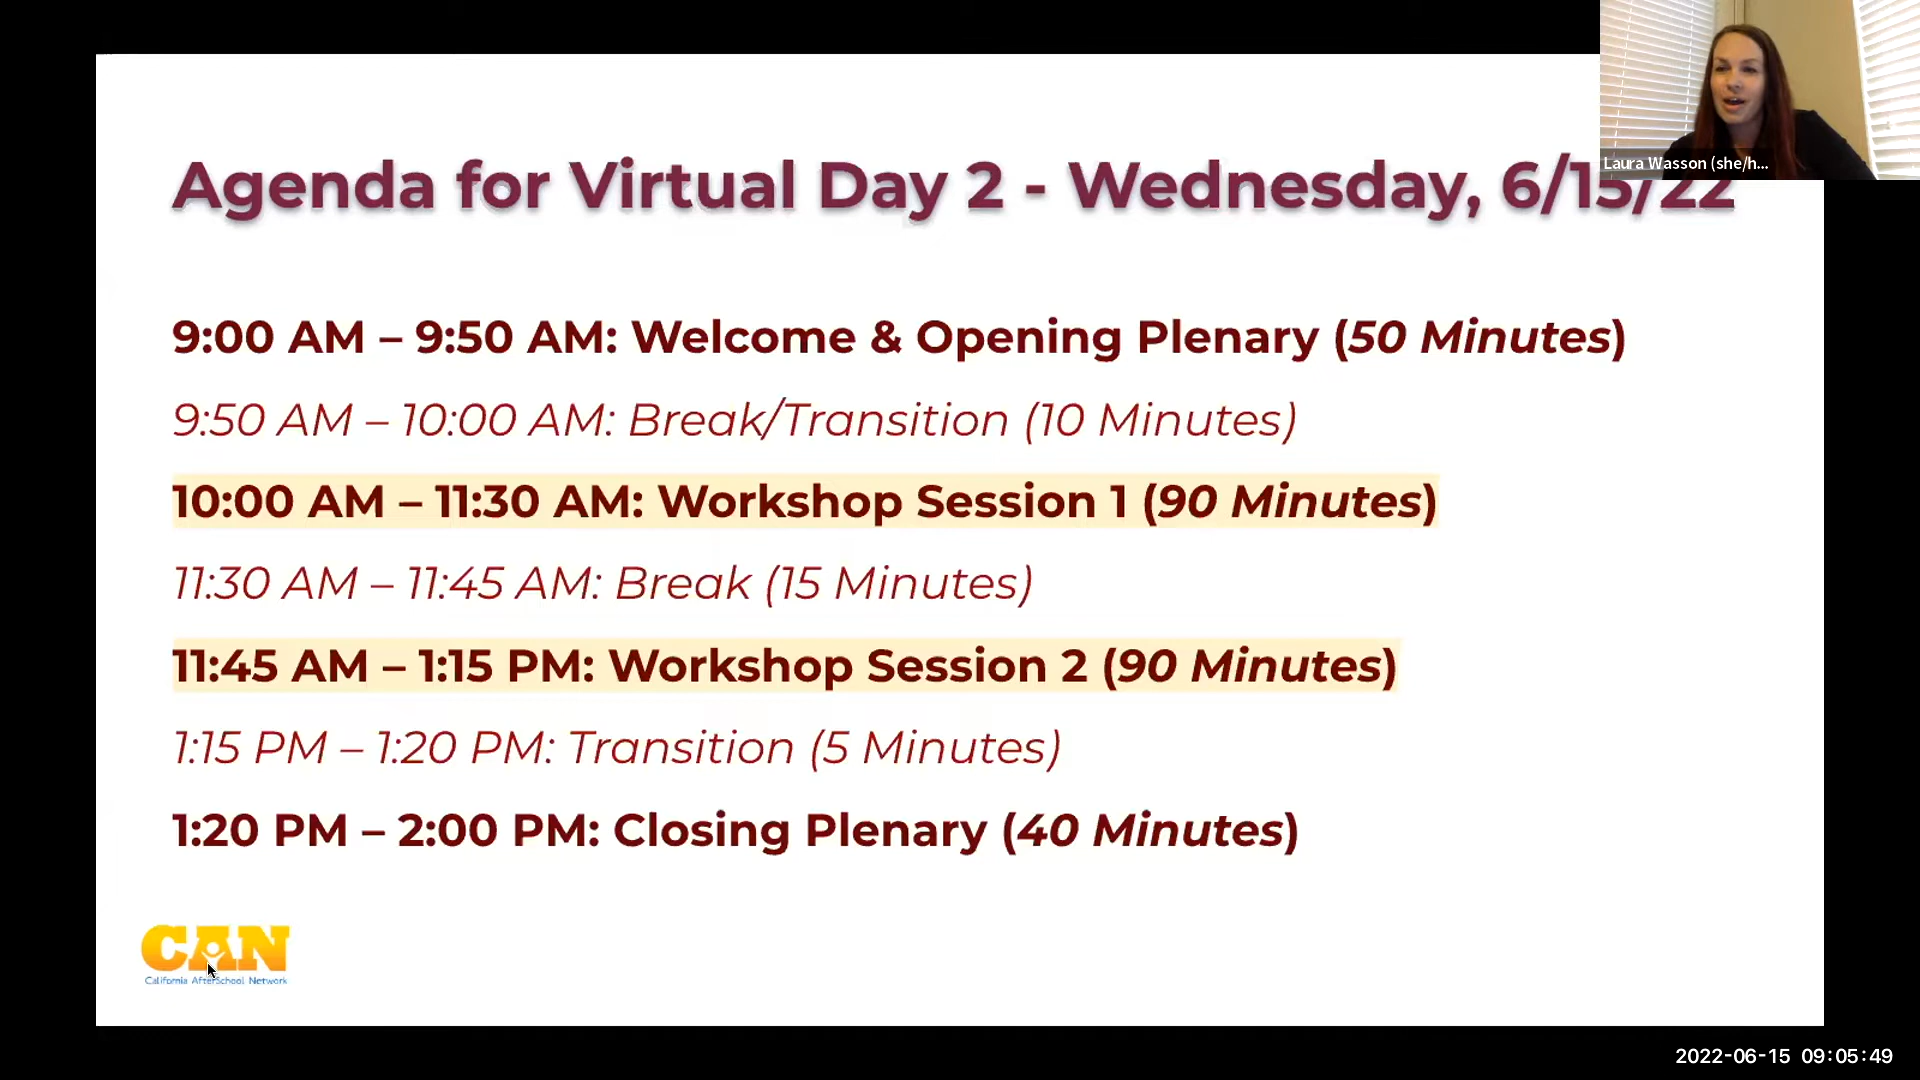 Agenda for Virtual Day 2 - Wednesday, 6/15/22
Laura Wasson (she/h...
9:00 AM – 9:50 AM: Welcome & Opening Plenary (50 Minutes)
9:50 AM – 10:00 AM: Break/Transition (10 Minutes)
10:00 AM – 11:30 AM: Workshop Session 1 (90 Minutes)
11:30 AM – 11:45 AM: Break (15 Minutes)
11:45 AM – 1:15 PM: Workshop Session 2 (90 Minutes)
1:15 PM – 1:20 PM: Transition (5 Minutes)
1:20 PM – 2:00 PM: Closing Plenary (40 Minutes)
CAN
California AfterSchool Network
2022-06-15 09:05:49